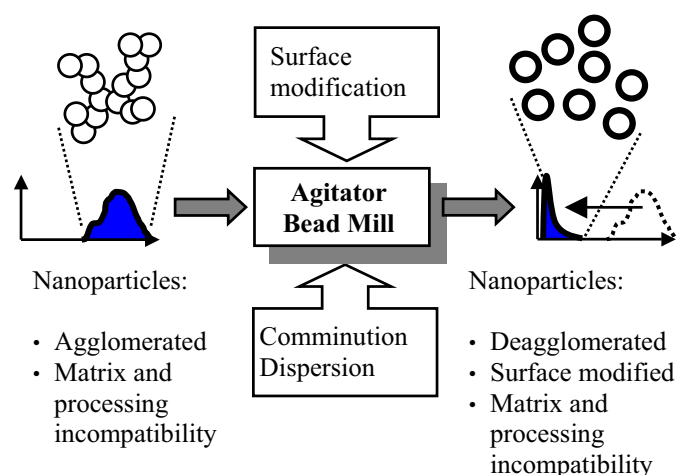 Surface
modification
Agitator
Bead Mill
Nanoparticles:
• Agglomerated
• Matrix and
processing
incompatibility
Comminution
Dispersion
Nanoparticles:
• Deagglomerated
• Surface modified
• Matrix and
processing
incompatibility